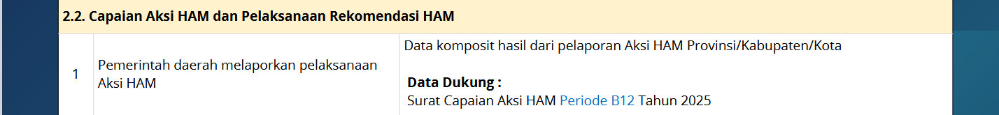 2.2. Capaian Aksi HAM dan Pelaksanaan Rekomendasi HAM
1
Pemerintah daerah melaporkan pelaksanaan
Aksi HAM
Data komposit hasil dari pelaporan Aksi HAM Provinsi/Kabupaten/Kota
Data Dukung :
Surat Capaian Aksi HAM Periode B12 Tahun 2025